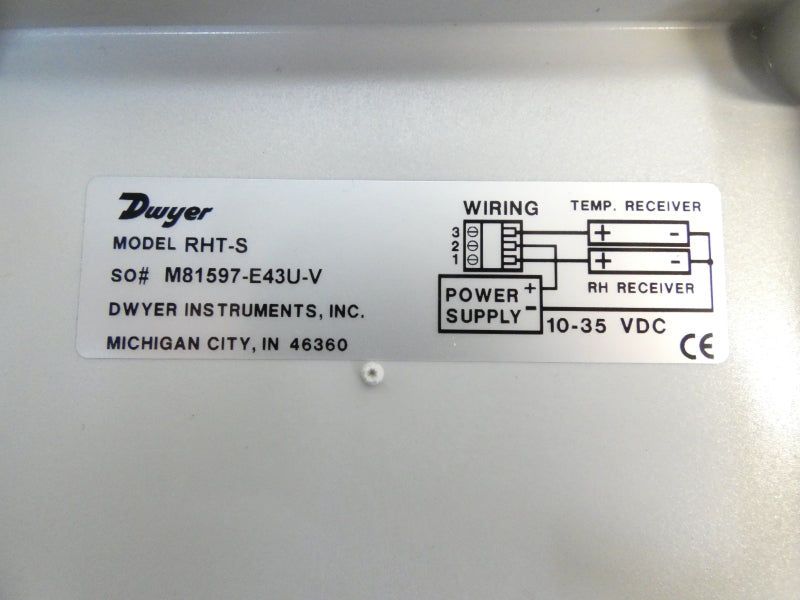 Dwyer
MODEL RHT-S
SO# M81597-E43U-V
DWYER INSTRUMENTS, INC.
MICHIGAN CITY, IN 46360
WIRING
TEMP. RECEIVER
3
+ -
2
1
+ -
RH RECEIVER
POWER +
SUPPLY -
10-35 VDC
CE